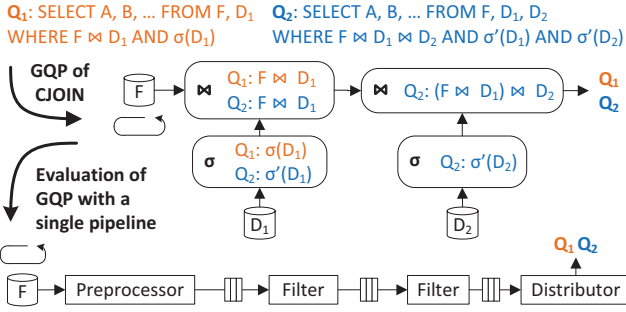 Q₁: SELECT A, B, ... FROM F, D₁
WHERE F ⋈ D₁ AND σ(D₁)
Q₂: SELECT A, B, ... FROM F, D₁, D₂
WHERE F ⋈ D₁ ⋈ D₂ AND σ'(D₁) AND σ'(D₂)
GQP of
CJOIN
F
⋈
Q₁: F ⋈ D₁
Q₂: F ⋈ D₁
⋈
Q₂: (F ⋈ D₁) ⋈ D₂
Q₁
Q₂
σ
Q₁: σ(D₁)
Q₂: σ'(D₁)
σ
Q₂: σ'(D₂)
D₁
D₂
Evaluation of
GQP with a
single pipeline
Q₁ Q₂
F
Preprocessor
Filter
Filter
Distributor